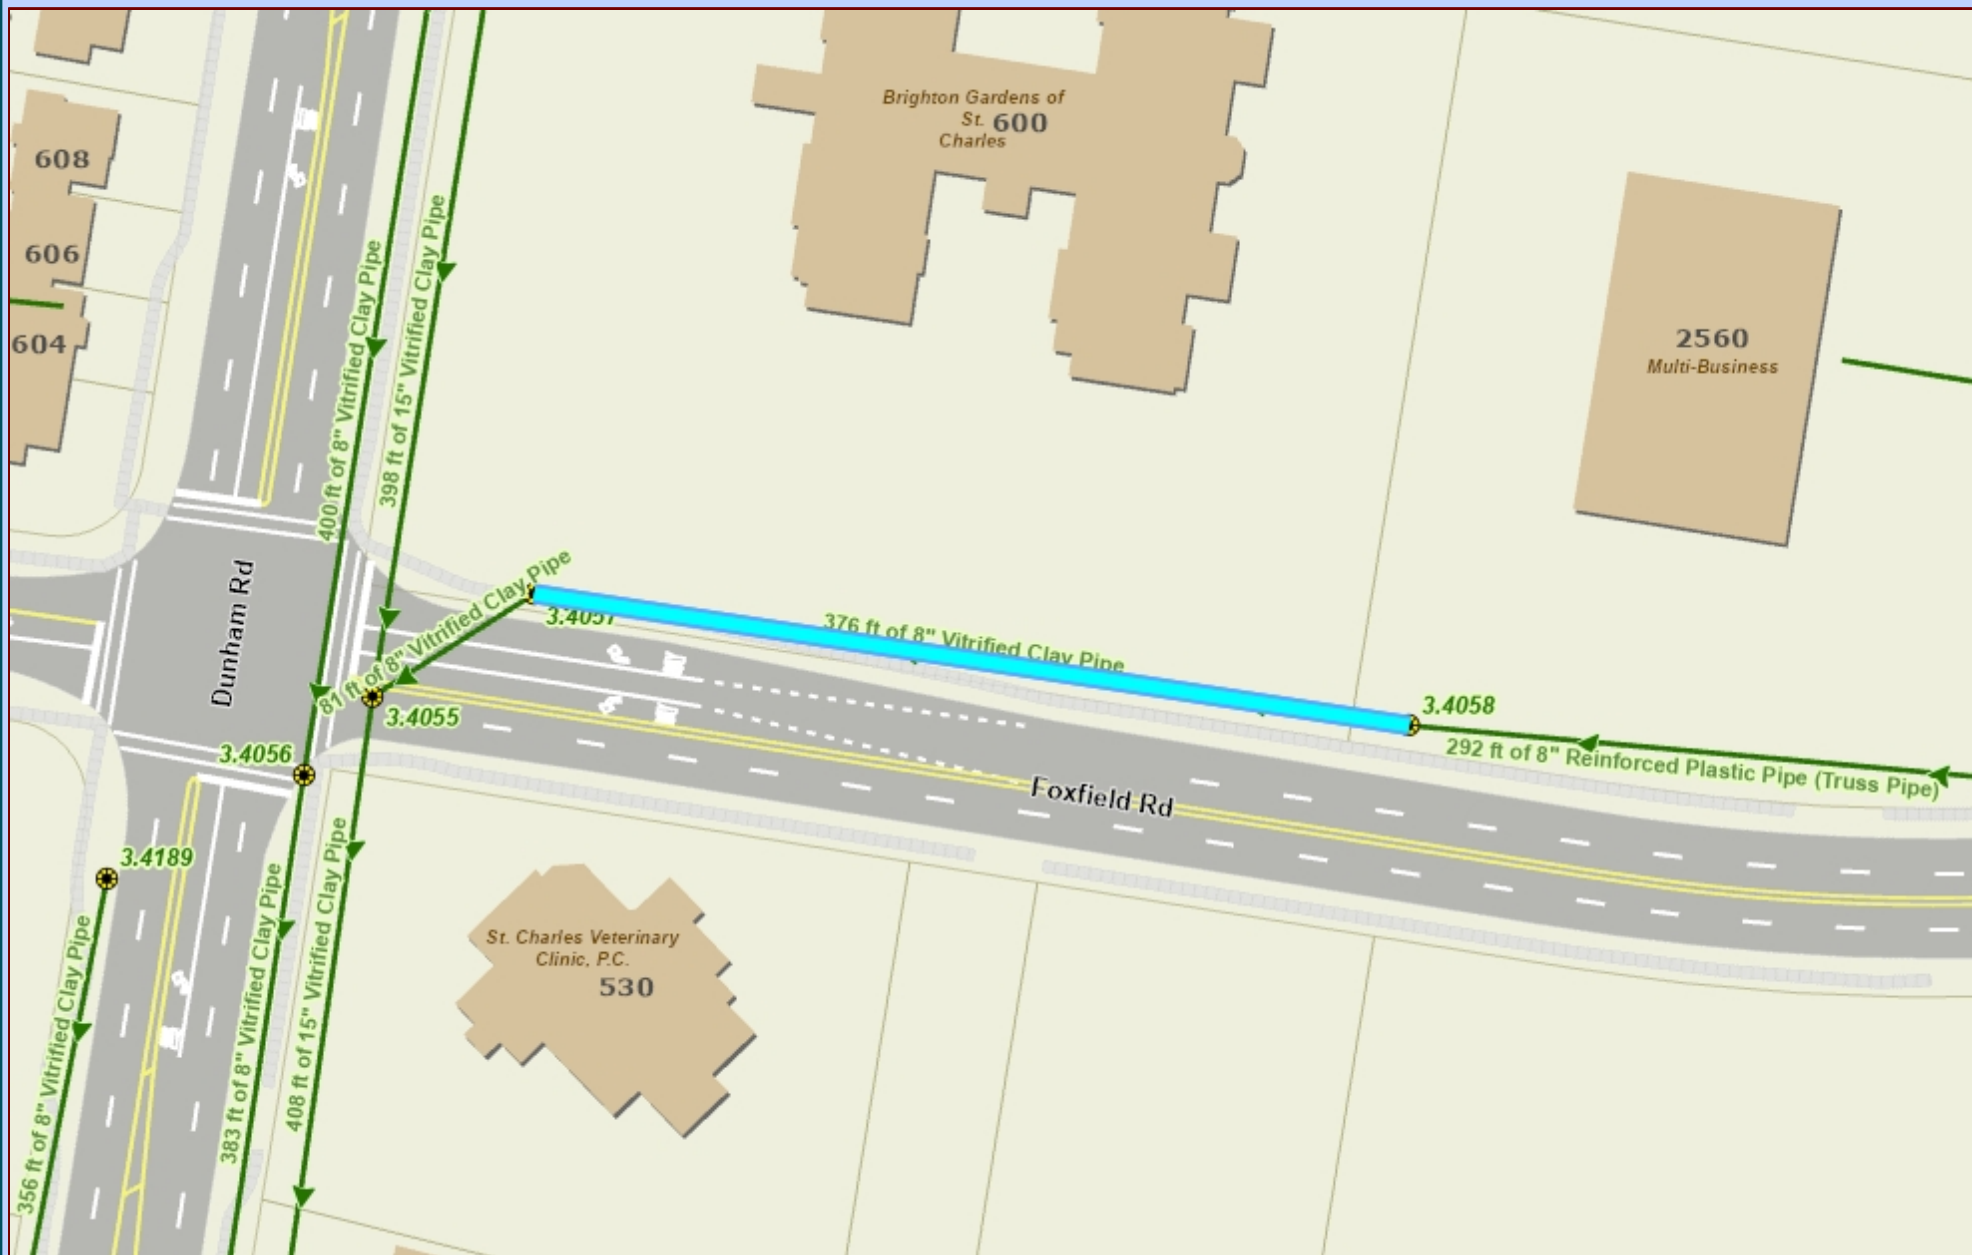 Brighton Gardens of
St. 600
Charles
608
606
604
2560
Multi-Business
400 ft of 8" Vitrified Clay Pipe
398 ft of 15" Vitrified Clay Pipe
Dunham Rd
81 ft of 8" Vitrified Clay Pipe
3.4057
376 ft of 8" Vitrified Clay Pipe
3.4058
292 ft of 8" Reinforced Plastic Pipe (Truss Pipe)
3.4055
3.4056
Foxfield Rd
3.4189
St. Charles Veterinary
Clinic, P.C.
530
356 ft of 8" Vitrified Clay Pipe
383 ft of 8" Vitrified Clay Pipe
408 ft of 15" Vitrified Clay Pipe